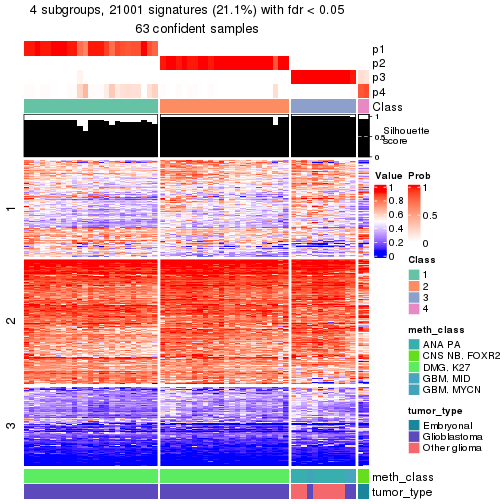 4 subgroups, 21001 signatures (21.1%) with fdr < 0.05
63 confident samples
p1
p2
p3
p4
Class
1
0.5
0
Silhouette
score
1
2
3
Value
1
0.8
0.6
0.4
0.2
0
Prob
1
0.5
0
Class
1
2
3
4
meth_class
ANA PA
CNS NB. FOXR2
DMG. K27
GBM. MID
GBM. MYCN
tumor_type
Embryonal
Glioblastoma
Other glioma
meth_class
tumor_type